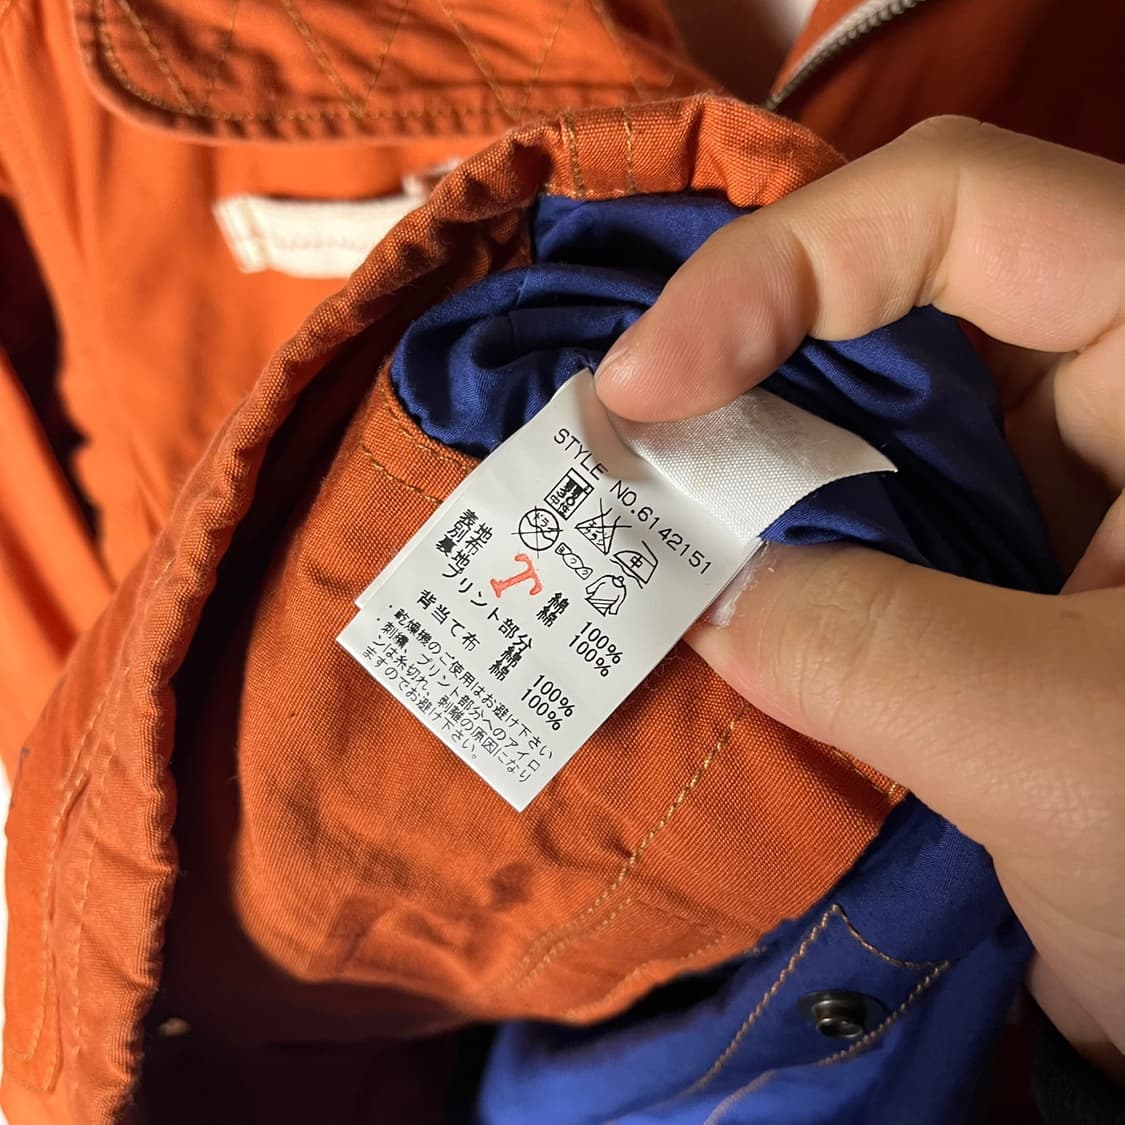 STYLE NO.6142151
ドライ
中
表地 綿 100%
別布 綿 100%
裏地
プリント部分 綿 100%
背当て布 綿 100%
・乾燥機のご使用はお避け下さい
・刺繍、プリント部分へのアイロ
ンは糸切れ、剥離の原因になり
ますのでお避け下さい。